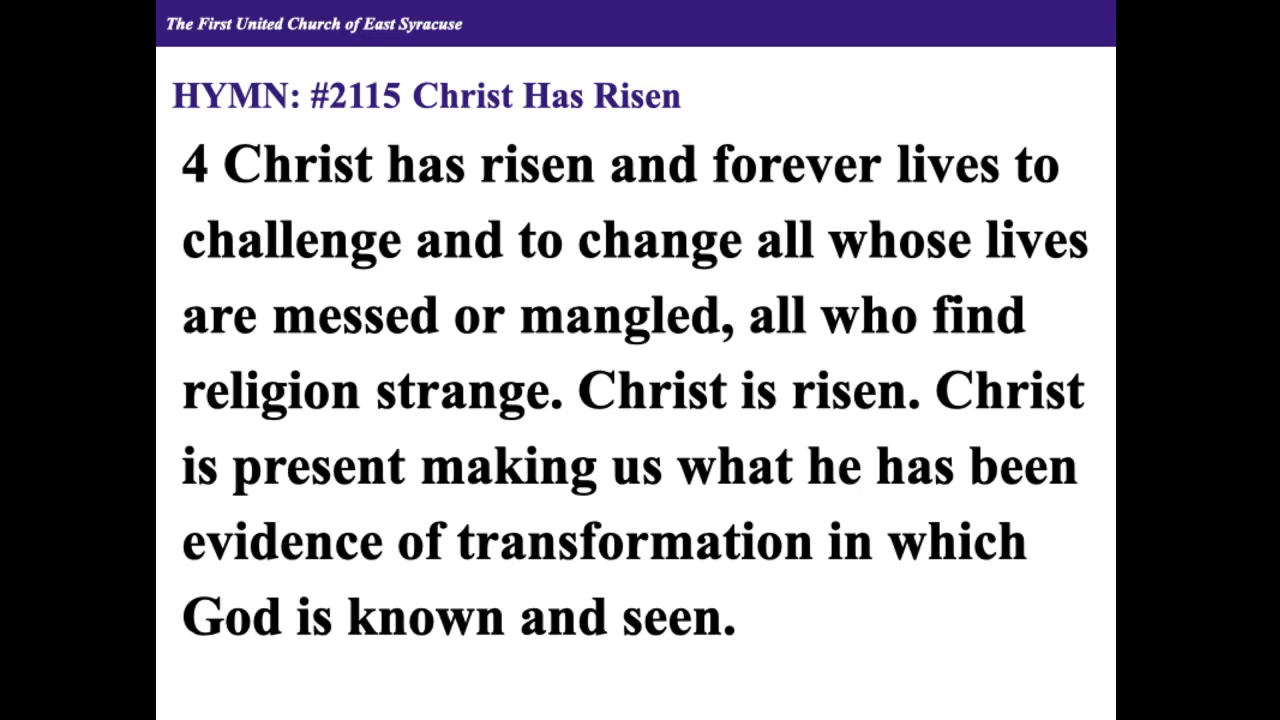 The First United Church of East Syracuse
HYMN: #2115 Christ Has Risen
4 Christ has risen and forever lives to
challenge and to change all whose lives
are messed or mangled, all who find
religion strange. Christ is risen. Christ
is present making us what he has been
evidence of transformation in which
God is known and seen.